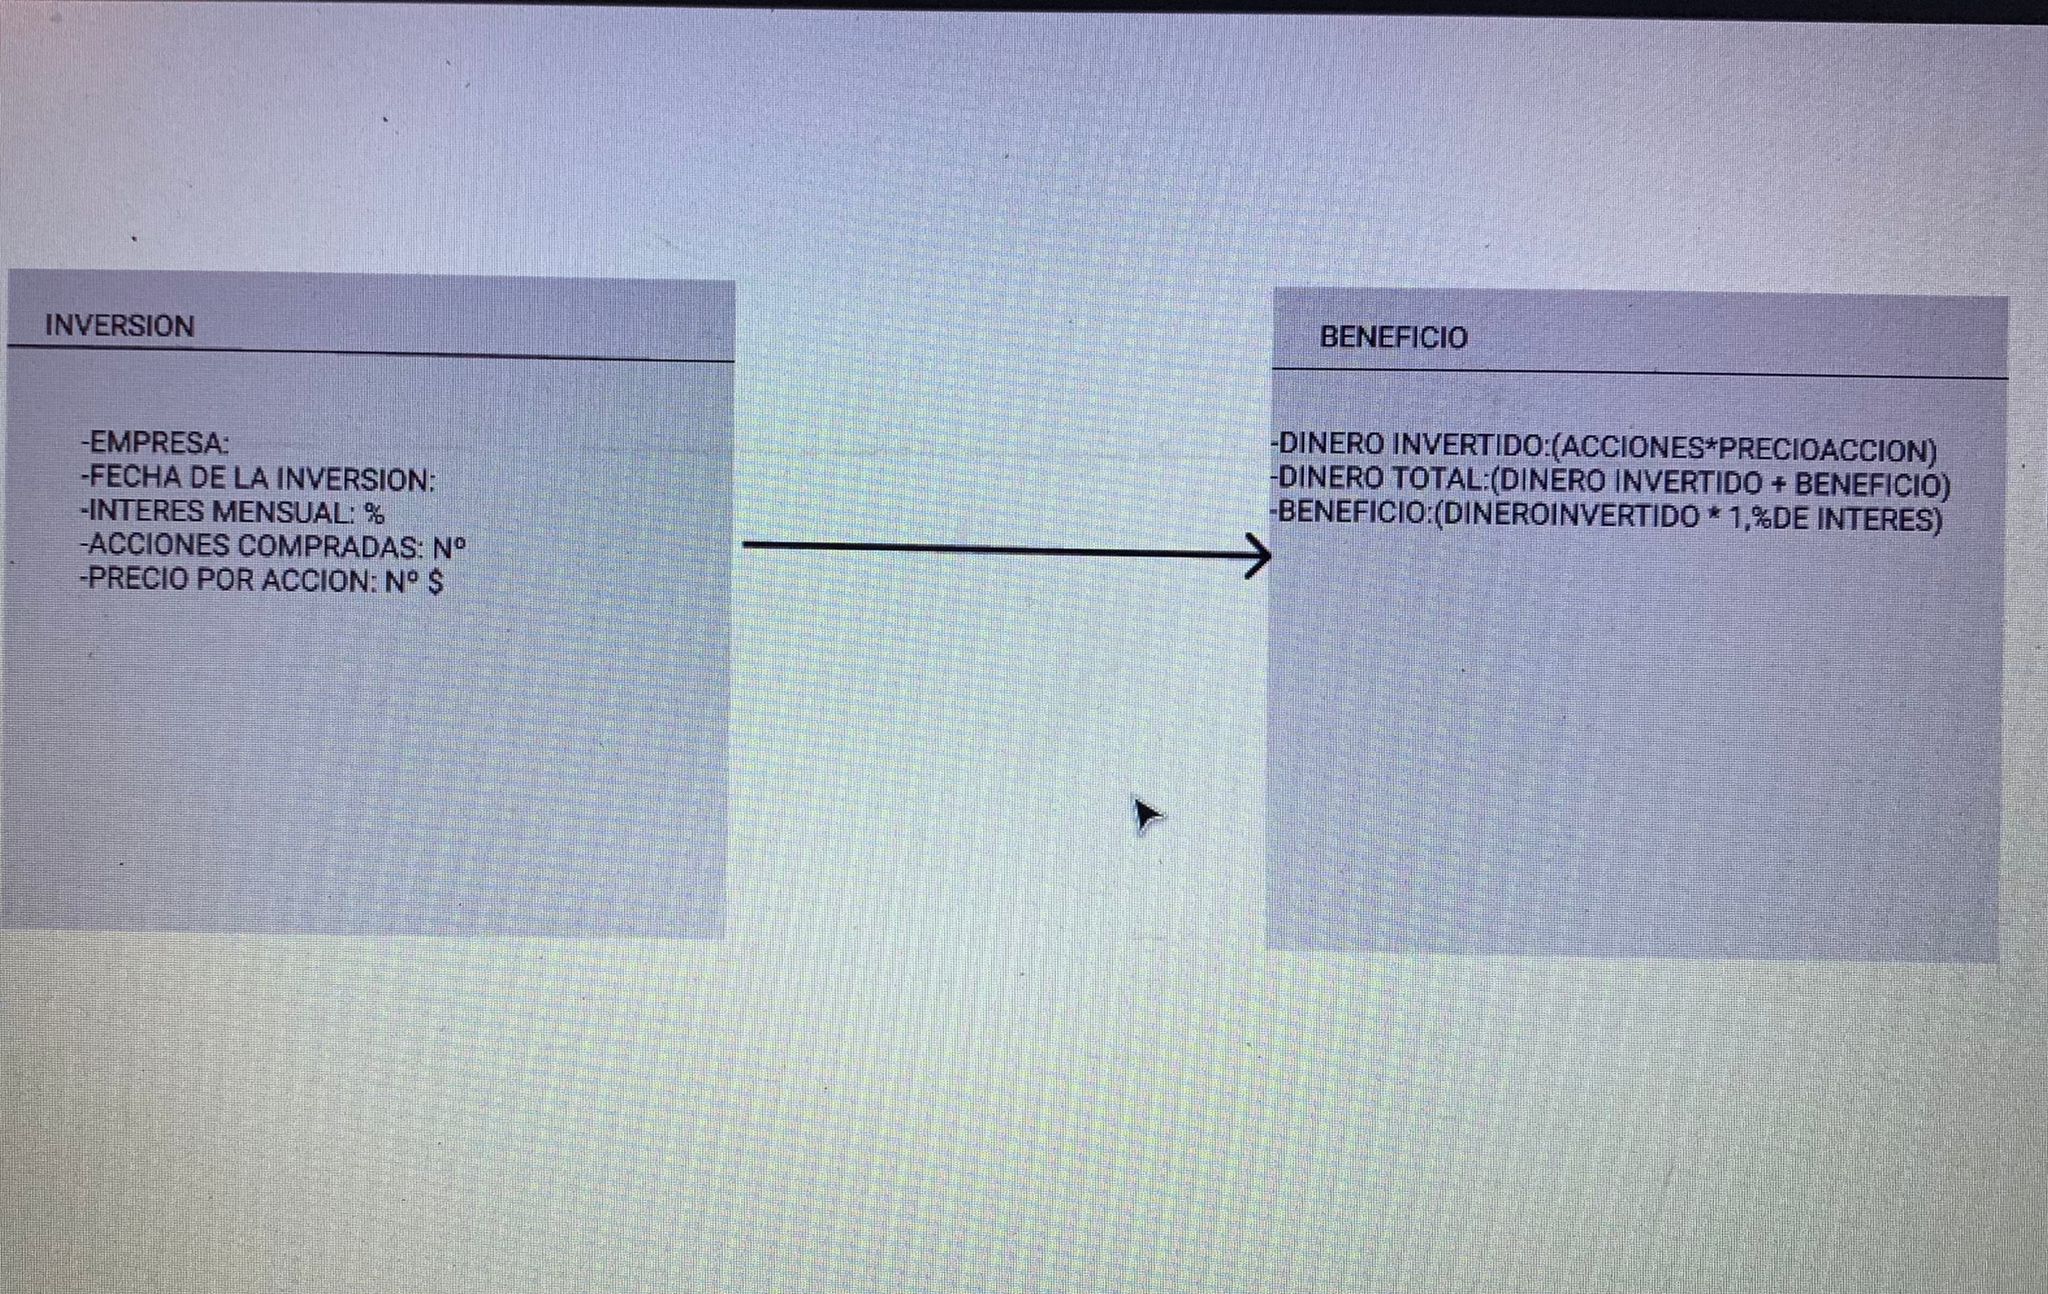 INVERSION
-EMPRESA:
-FECHA DE LA INVERSION:
-INTERES MENSUAL: %
-ACCIONES COMPRADAS: Nº
-PRECIO POR ACCION: Nº $
BENEFICIO
-DINERO INVERTIDO:(ACCIONES*PRECIOACCION)
-DINERO TOTAL:(DINERO INVERTIDO + BENEFICIO)
-BENEFICIO:(DINEROINVERTIDO * 1,%DE INTERES)